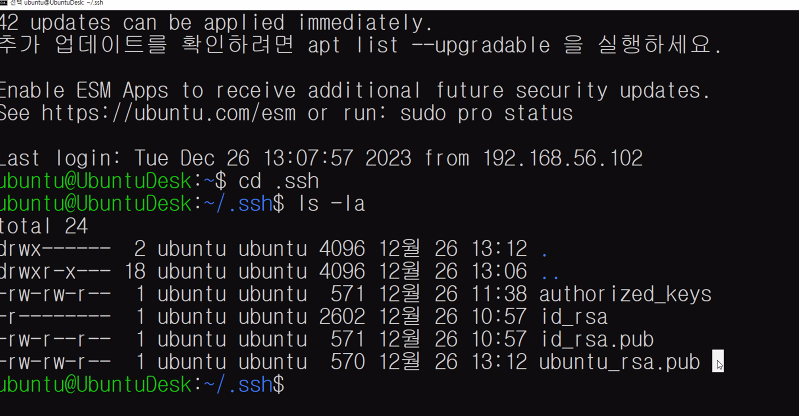 선택 ubuntu@UbuntuDesk: ~/.ssh
42 updates can be applied immediately.
추가 업데이트를 확인하려면 apt list --upgradable 을 실행하세요.
Enable ESM Apps to receive additional future security updates.
See https://ubuntu.com/esm or run: sudo pro status
Last login: Tue Dec 26 13:07:57 2023 from 192.168.56.102
ubuntu@UbuntuDesk:~$ cd .ssh
ubuntu@UbuntuDesk:~/.ssh$ ls -la
total 24
drwx------  2 ubuntu ubuntu 4096 12월 26 13:12 .
drwxr-x--- 18 ubuntu ubuntu 4096 12월 26 13:06 ..
-rw-rw-r--  1 ubuntu ubuntu  571 12월 26 11:38 authorized_keys
-r--------  1 ubuntu ubuntu 2602 12월 26 10:57 id_rsa
-rw-r--r--  1 ubuntu ubuntu  571 12월 26 10:57 id_rsa.pub
-rw-rw-r--  1 ubuntu ubuntu  570 12월 26 13:12 ubuntu_rsa.pub
ubuntu@UbuntuDesk:~/.ssh$